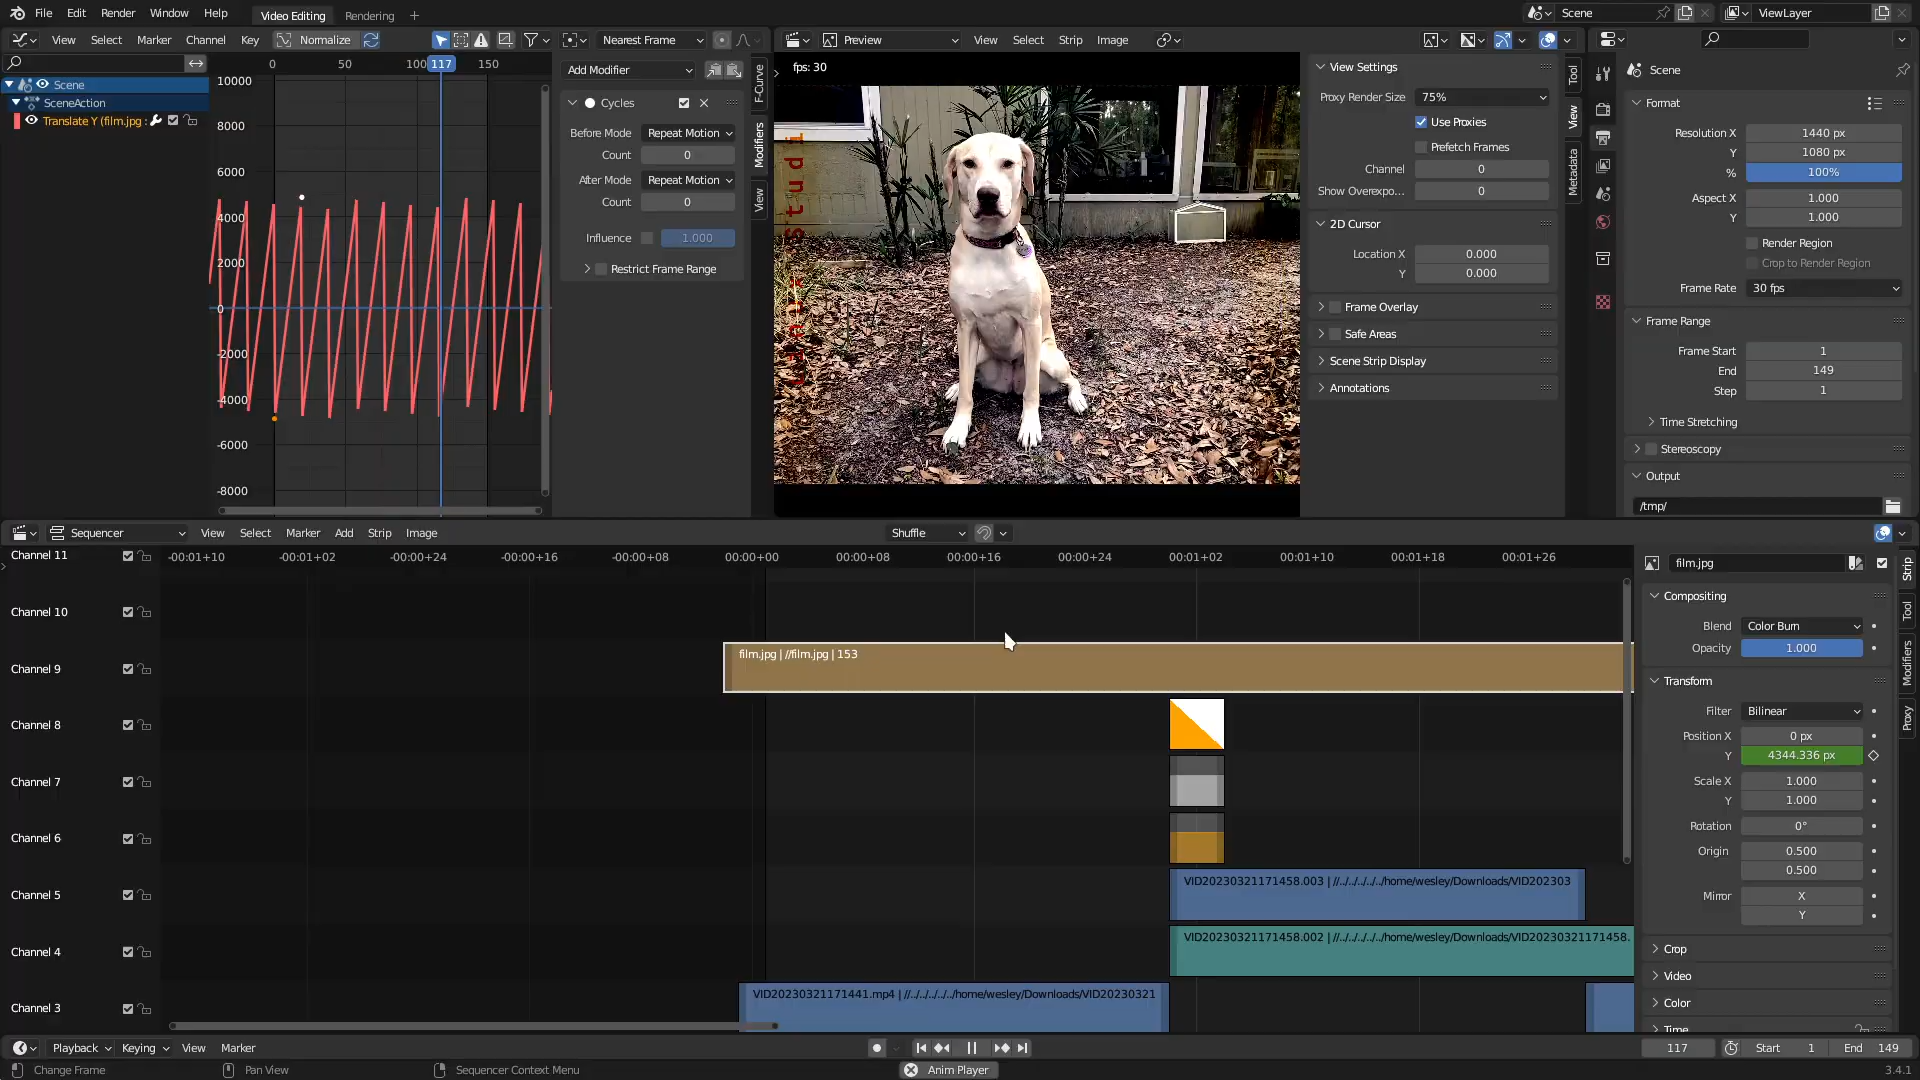 File Edit Render Window Help Video Editing Rendering + Scene ViewLayer
View Select Marker Channel Key Normalize Nearest Frame Preview View Select Strip Image
0 50 100 117 150
Scene
SceneAction
Translate Y (film.jpg :
10000
8000
6000
4000
2000
0
-2000
-4000
-6000
-8000
Add Modifier
Cycles
Before Mode Repeat Motion
Count 0
After Mode Repeat Motion
Count 0
Influence 1.000
Restrict Frame Range
F-Curve
Modifiers
View
fps: 30
View Settings
Proxy Render Size 75%
Use Proxies
Prefetch Frames
Channel 0
Show Overexpo... 0
2D Cursor
Location X 0.000
Y 0.000
Frame Overlay
Safe Areas
Scene Strip Display
Annotations
Tool
View
Metadata
Scene
Format
Resolution X 1440 px
Y 1080 px
% 100%
Aspect X 1.000
Y 1.000
Render Region
Crop to Render Region
Frame Rate 30 fps
Frame Range
Frame Start 1
End 149
Step 1
Time Stretching
Stereoscopy
Output
/tmp/
Sequencer View Select Marker Add Strip Image Shuffle
-00:01+10 -00:01+02 -00:00+24 -00:00+16 -00:00+08 00:00+00 00:00+08 00:00+16 00:00+24 00:01+02 00:01+10 00:01+18 00:01+26
Channel 11
Channel 10
Channel 9
film.jpg | //film.jpg | 153
Channel 8
Channel 7
Channel 6
Channel 5
VID20230321171458.003 | //../../../../../home/wesley/Downloads/VID202303
Channel 4
VID20230321171458.002 | //../../../../../home/wesley/Downloads/VID20230321171458.
Channel 3
VID20230321171441.mp4 | //../../../../../home/wesley/Downloads/VID20230321
film.jpg
Compositing
Blend Color Burn
Opacity 1.000
Transform
Filter Bilinear
Position X 0 px
Y 4344.336 px
Scale X 1.000
Y 1.000
Rotation 0°
Origin 0.500
0.500
Mirror X
Y
Crop
Video
Color
Time
Strip
Tool
Modifiers
Proxy
Playback Keying View Marker 117 Start 1 End 149
Change Frame Pan View Sequencer Context Menu Anim Player 3.4.1